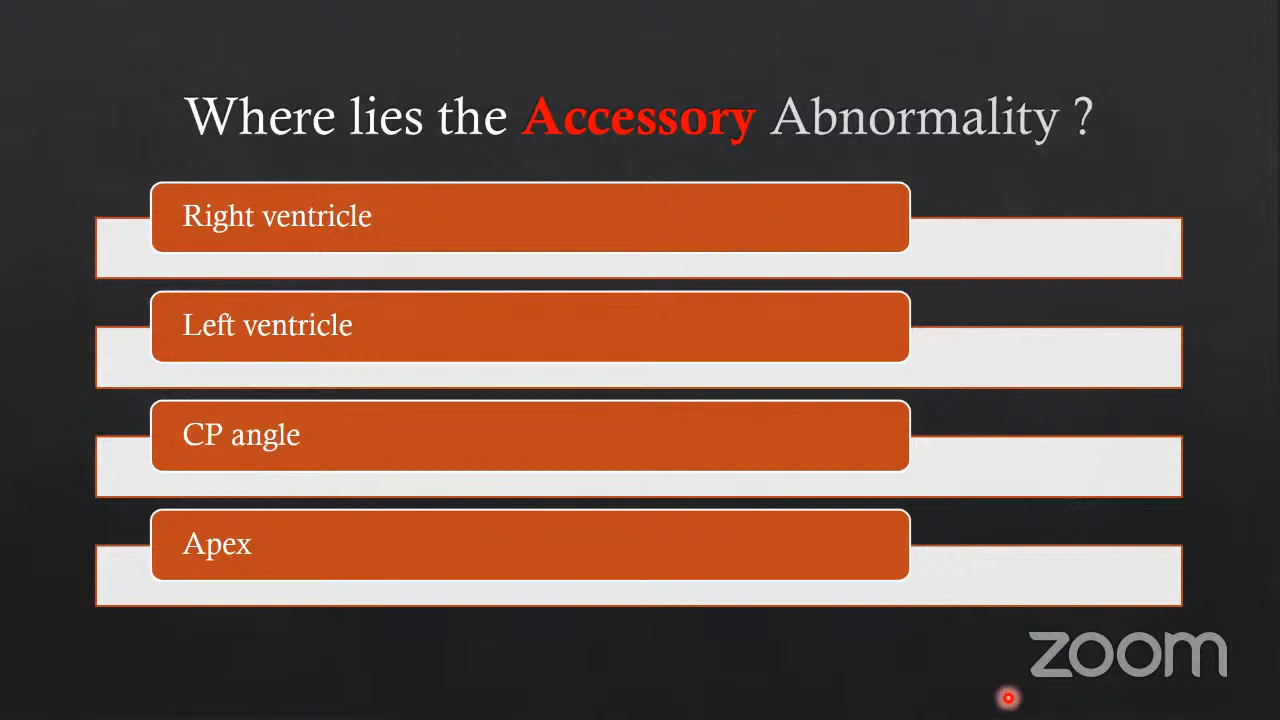 Where lies the Accessory Abnormality ?
Right ventricle
Left ventricle
CP angle
Apex
zoom